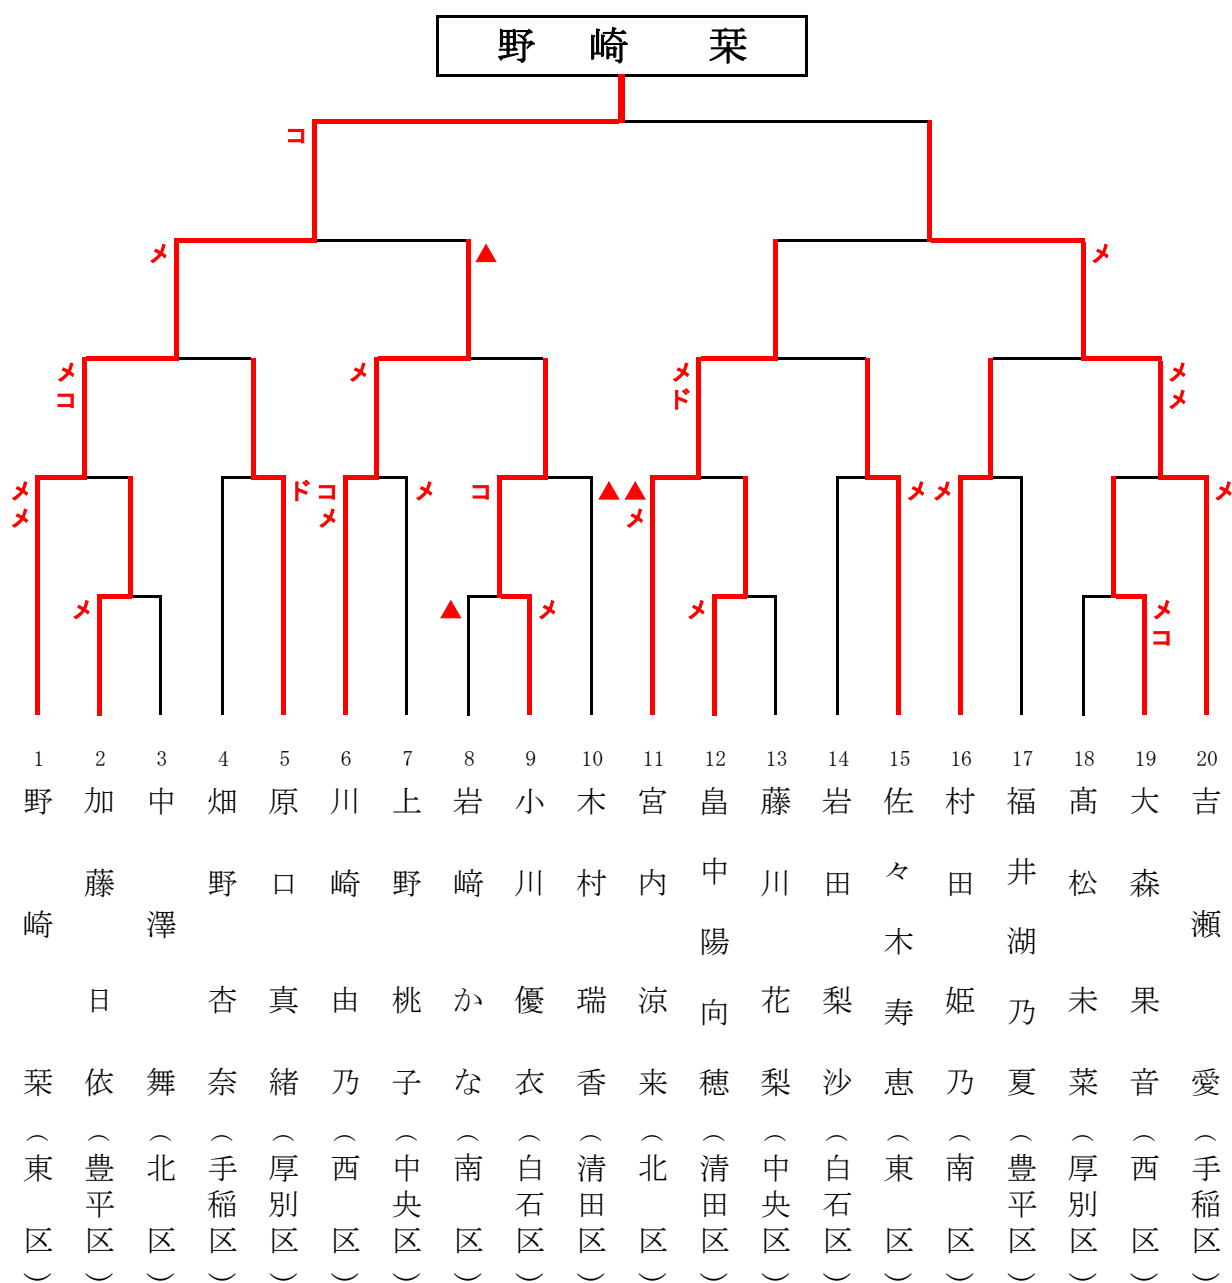 野崎 栞
コ
メ ▲ メ
メ メ メ メ
コ ド メ
メ ド コ メ コ ▲ ▲ メ メ メ
メ メ メ
メ ▲ メ メ メ
コ
1 野崎 栞(東区)
2 加藤日依(豊平区)
3 中澤 舞(北区)
4 畑野杏奈(手稲区)
5 原口真緒(厚別区)
6 川崎由乃(西区)
7 上野桃子(中央区)
8 岩﨑かな(南区)
9 小川優衣(白石区)
10 木村瑞香(清田区)
11 宮内涼来(北区)
12 畠中陽向穂(清田区)
13 藤川花梨(中央区)
14 岩田梨沙(白石区)
15 佐々木寿恵(東区)
16 村田姫乃(南区)
17 福井湖乃夏(豊平区)
18 髙松未菜(厚別区)
19 大森果音(西区)
20 吉瀬 愛(手稲区)